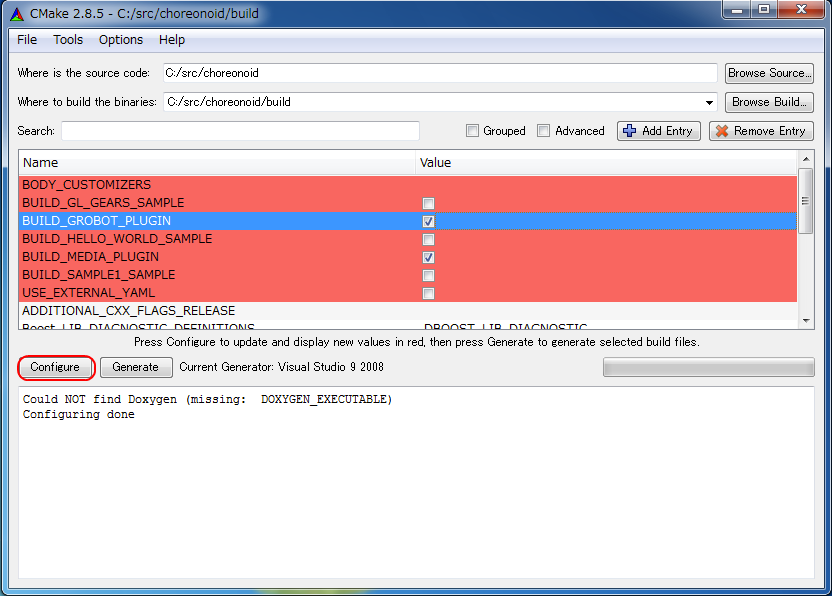 CMake 2.8.5 - C:/src/choreonoid/build
File Tools Options Help
Where is the source code: C:/src/choreonoid Browse Source...
Where to build the binaries: C:/src/choreonoid/build Browse Build...
Search: Grouped Advanced Add Entry Remove Entry
Name Value
BODY_CUSTOMIZERS
BUILD_GL_GEARS_SAMPLE
BUILD_GROBOT_PLUGIN
BUILD_HELLO_WORLD_SAMPLE
BUILD_MEDIA_PLUGIN
BUILD_SAMPLE1_SAMPLE
USE_EXTERNAL_YAML
ADDITIONAL_CXX_FLAGS_RELEASE
Boost_LIB_DIAGNOSTIC_DEFINITIONS -DBOOST_LIB_DIAGNOSTIC
Press Configure to update and display new values in red, then press Generate to generate selected build files.
Configure Generate Current Generator: Visual Studio 9 2008
Could NOT find Doxygen (missing:  DOXYGEN_EXECUTABLE)
Configuring done